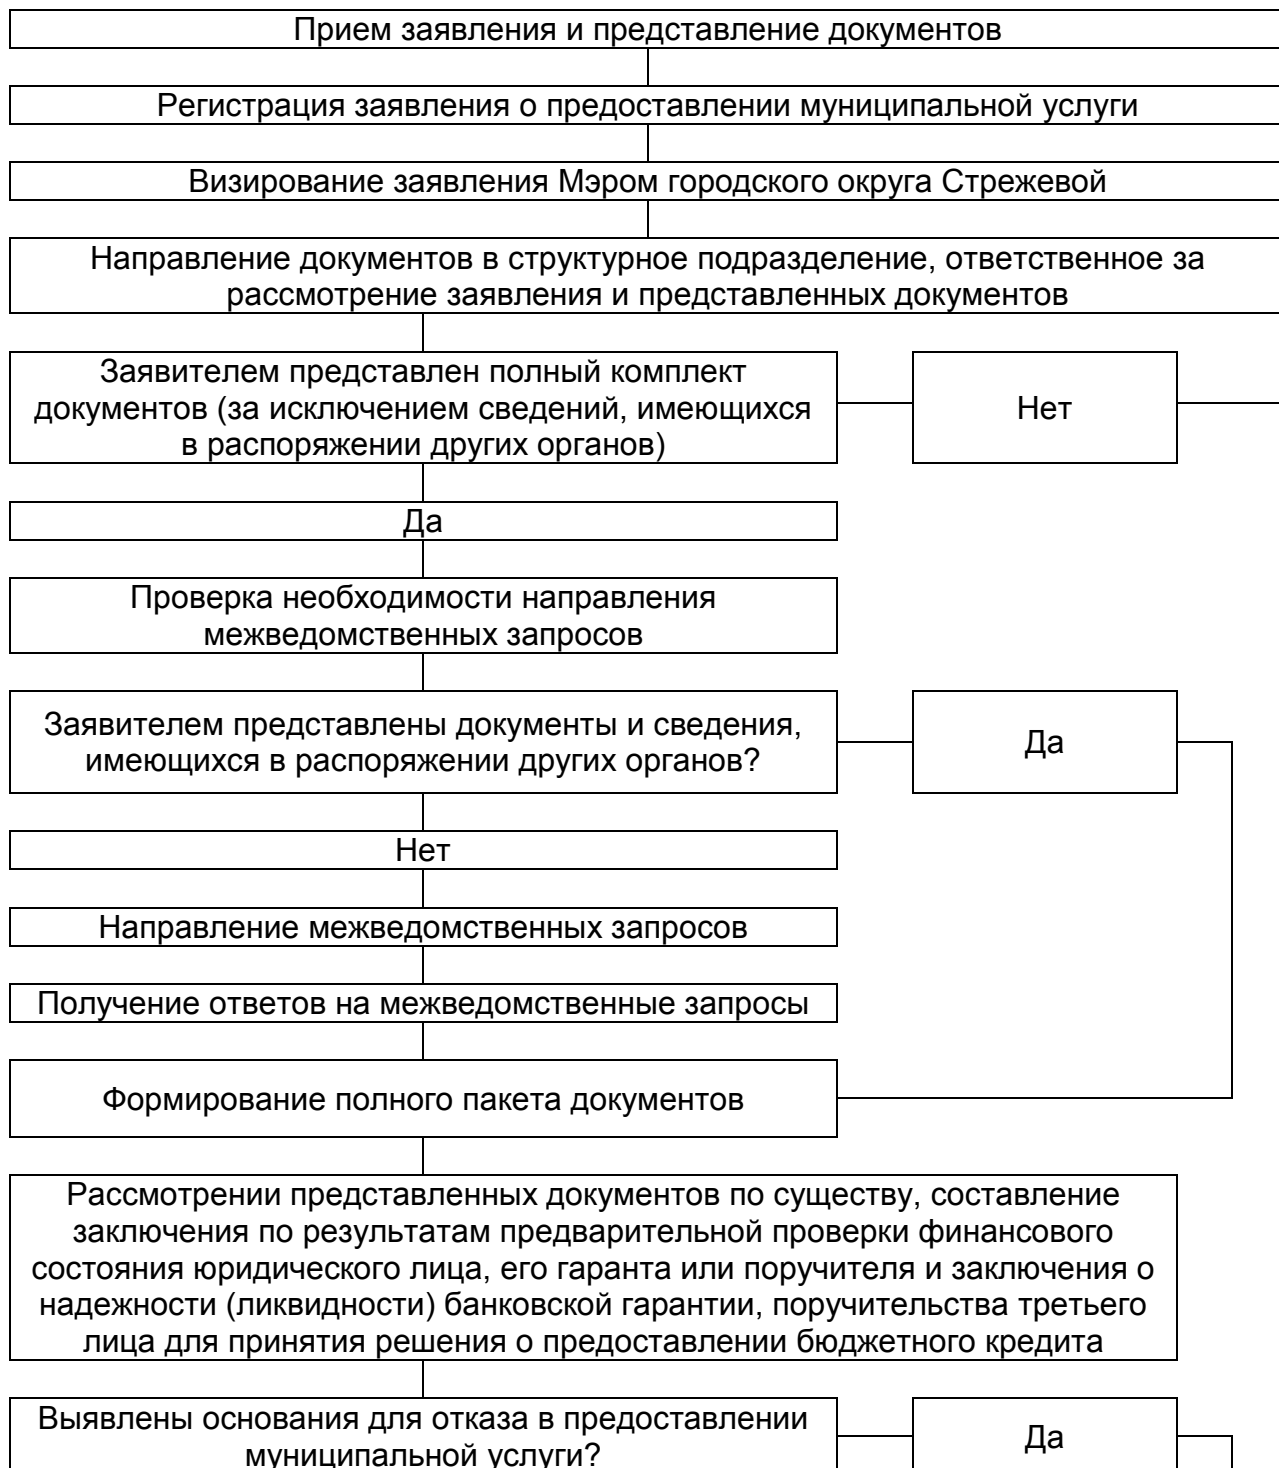 Прием заявления и представление документов
Регистрация заявления о предоставлении муниципальной услуги
Визирование заявления Мэром городского округа Стрежевой
Направление документов в структурное подразделение, ответственное за
рассмотрение заявления и представленных документов
Заявителем представлен полный комплект
документов (за исключением сведений, имеющихся
в распоряжении других органов)
Нет
Да
Проверка необходимости направления
межведомственных запросов
Заявителем представлены документы и сведения,
имеющихся в распоряжении других органов?
Да
Нет
Направление межведомственных запросов
Получение ответов на межведомственные запросы
Формирование полного пакета документов
Рассмотрении представленных документов по существу, составление
заключения по результатам предварительной проверки финансового
состояния юридического лица, его гаранта или поручителя и заключения о
надежности (ликвидности) банковской гарантии, поручительства третьего
лица для принятия решения о предоставлении бюджетного кредита
Выявлены основания для отказа в предоставлении
муниципальной услуги?
Да